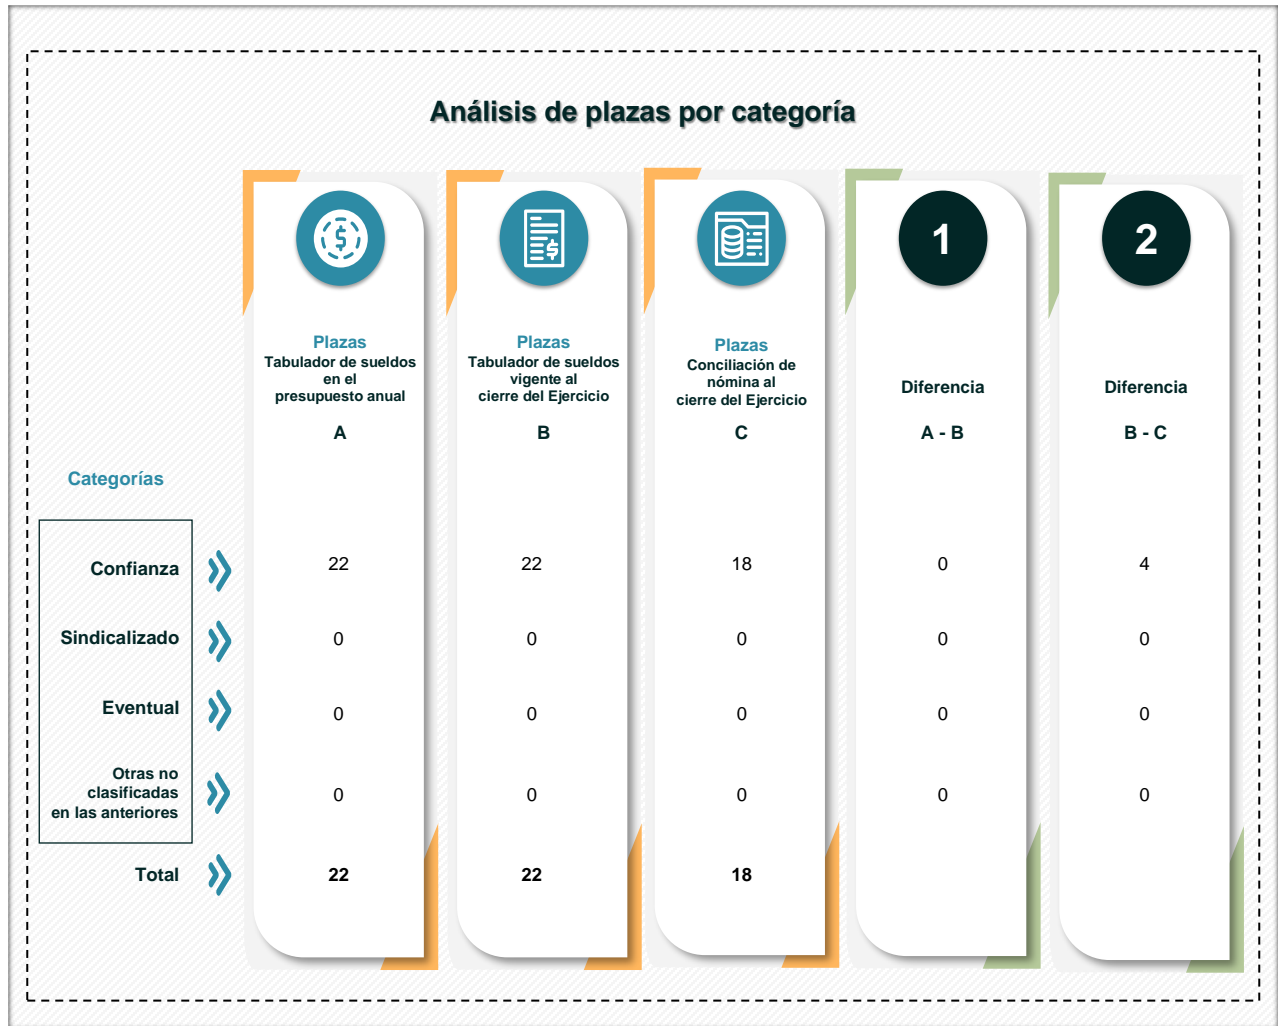 Análisis de plazas por categoría
1
2
Plazas
Tabulador de sueldos
en el
presupuesto anual
A
Plazas
Tabulador de sueldos
vigente al
cierre del Ejercicio
B
Plazas
Conciliación de
nómina al
cierre del Ejercicio
C
Diferencia
A - B
Diferencia
B - C
Categorías
Confianza 22 22 18 0 4
Sindicalizado 0 0 0 0 0
Eventual 0 0 0 0 0
Otras no
clasificadas
en las anteriores 0 0 0 0 0
Total 22 22 18